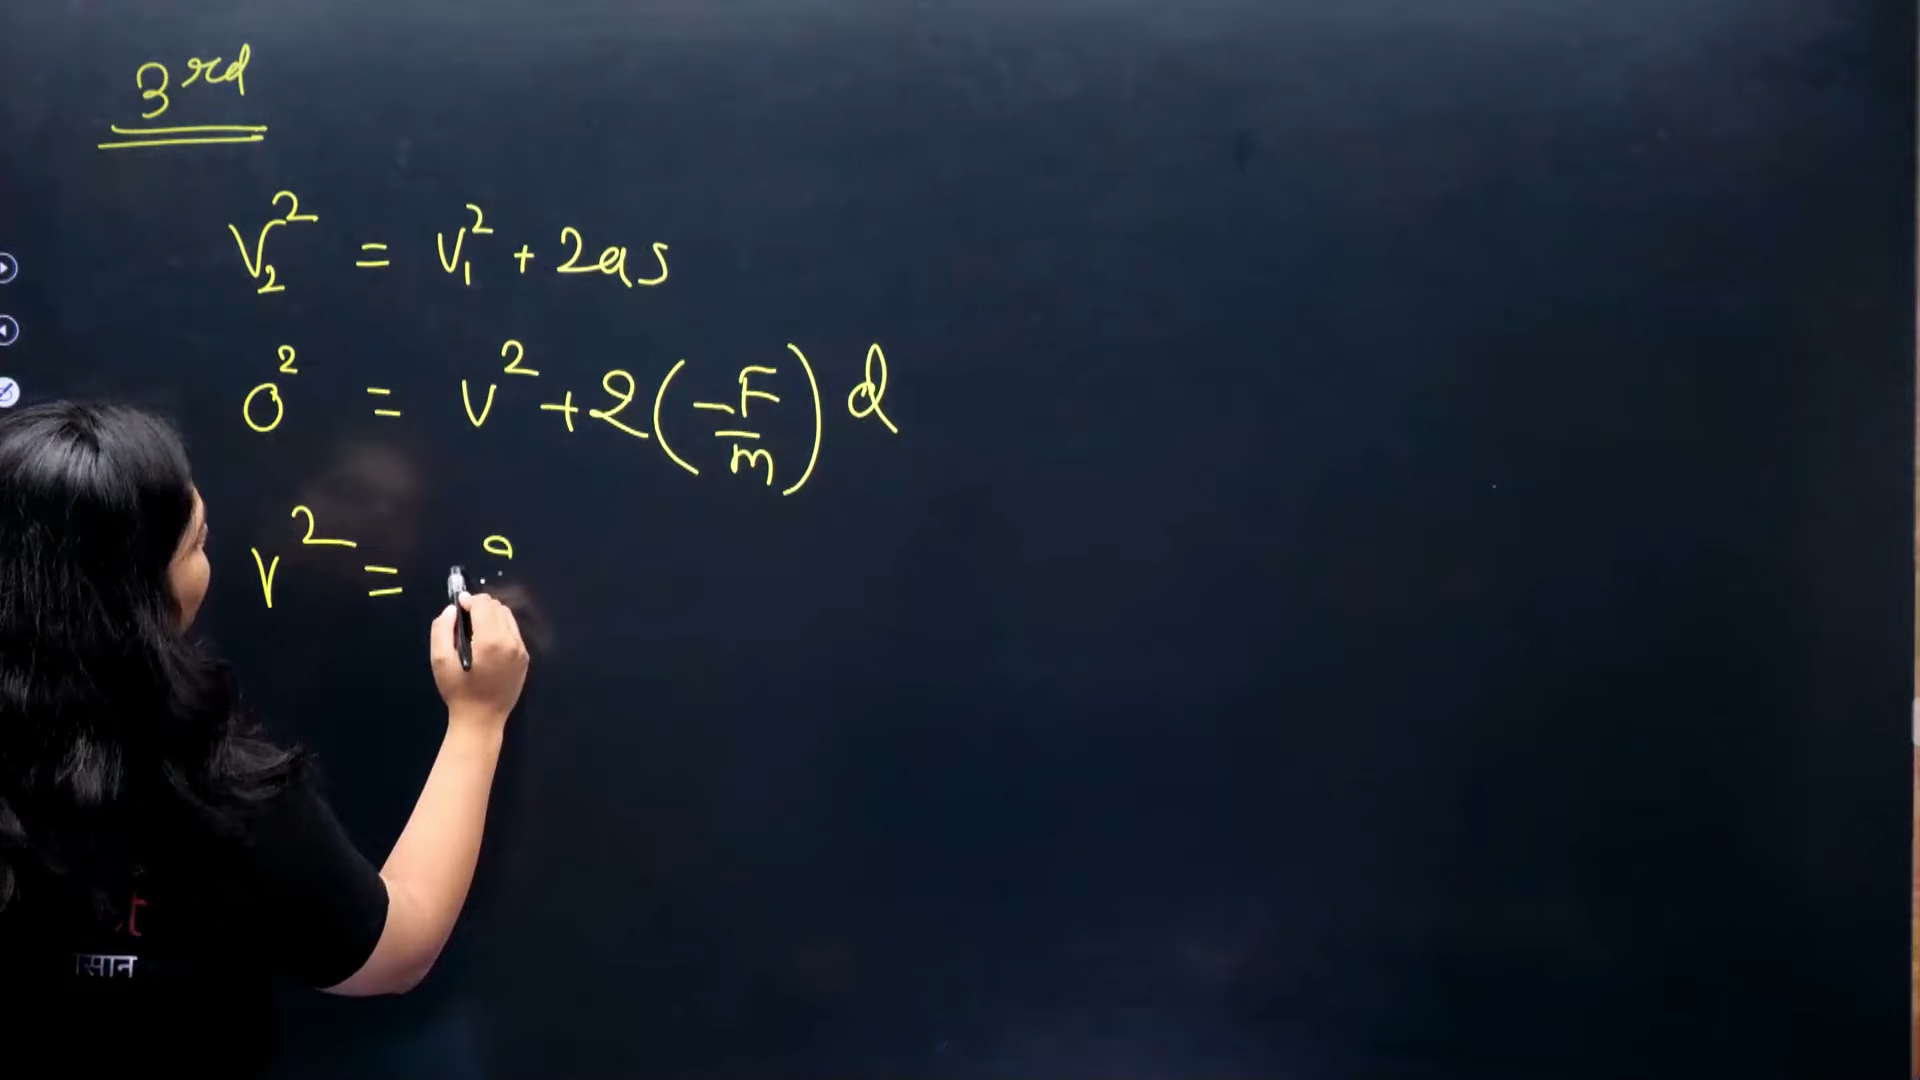 3rd
V₂² = V₁² + 2as
0² = v² + 2(-F/m) d
v² =